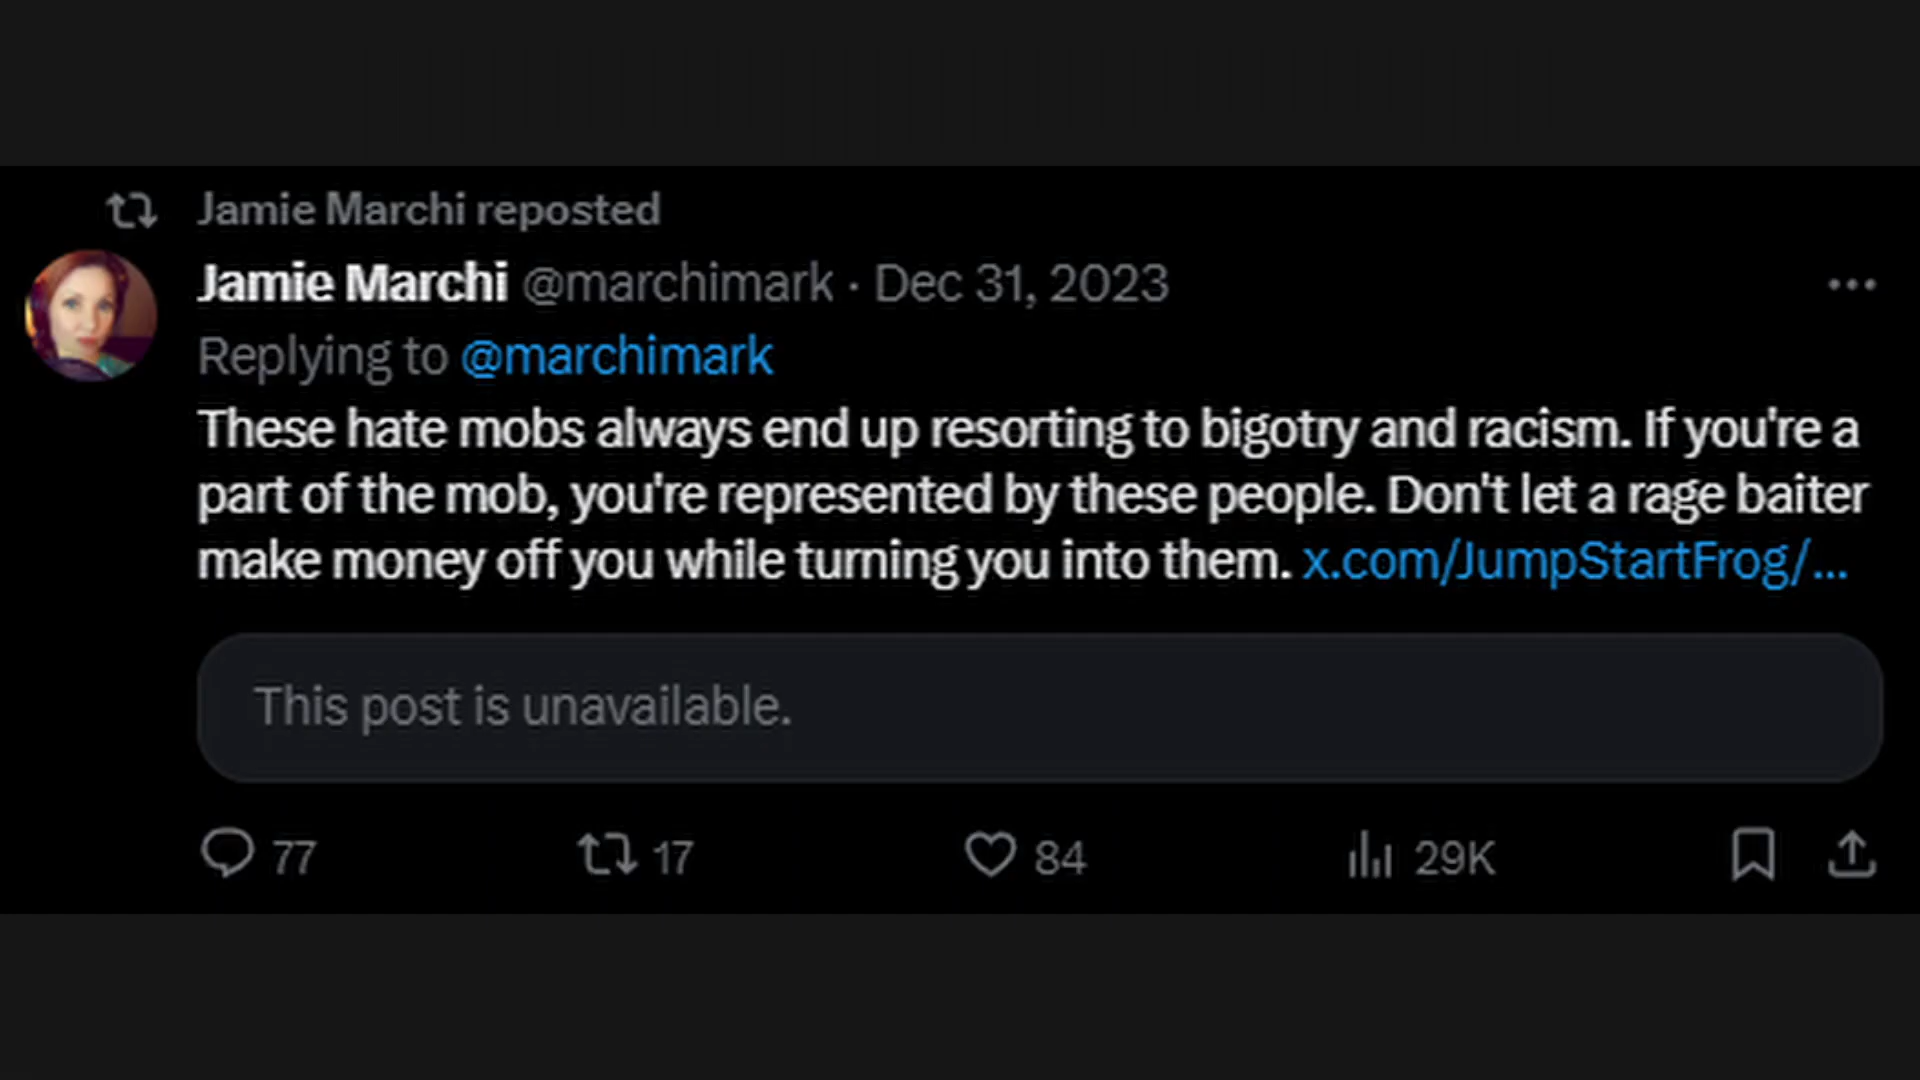 Jamie Marchi reposted
Jamie Marchi @marchimark · Dec 31, 2023
Replying to @marchimark
These hate mobs always end up resorting to bigotry and racism. If you're a
part of the mob, you're represented by these people. Don't let a rage baiter
make money off you while turning you into them. x.com/JumpStartFrog/...
This post is unavailable.
77 17 84 29K